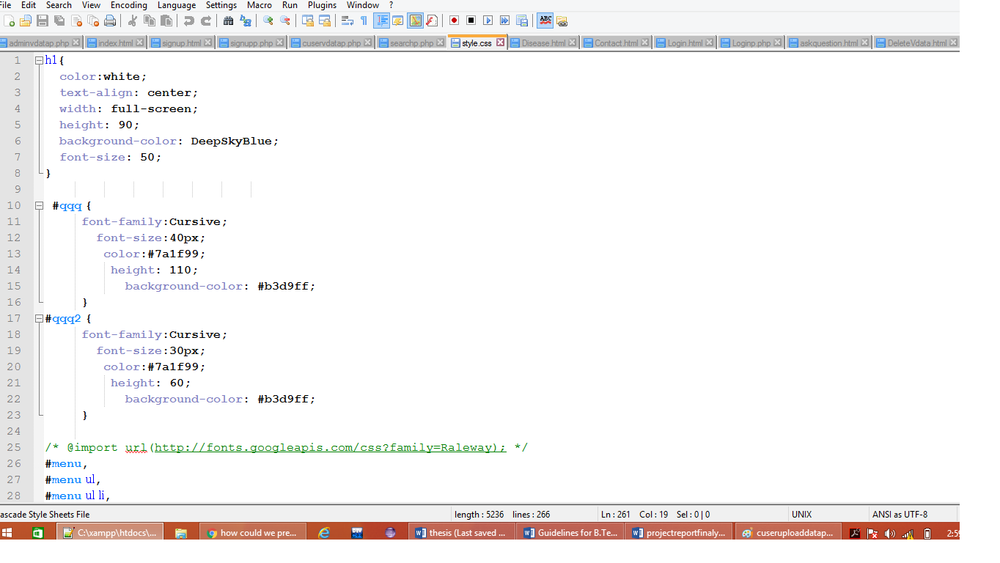 File Edit Search View Encoding Language Settings Macro Run Plugins Window ?
adminvdatap.php index.html signup.html signupp.php cuservdatap.php searchp.php style.css Disease.html Contact.html Login.html Loginp.php askquestion.html DeleteVdata.html
1 h1{
2 color:white;
3 text-align: center;
4 width: full-screen;
5 height: 90;
6 background-color: DeepSkyBlue;
7 font-size: 50;
8 }
9
10 #qqq {
11 font-family:Cursive;
12 font-size:40px;
13 color:#7a1f99;
14 height: 110;
15 background-color: #b3d9ff;
16 }
17 #qqq2 {
18 font-family:Cursive;
19 font-size:30px;
20 color:#7a1f99;
21 height: 60;
22 background-color: #b3d9ff;
23 }
24
25 /* @import url(http://fonts.googleapis.com/css?family=Raleway); */
26 #menu,
27 #menu ul,
28 #menu ul li,
ascade Style Sheets File length : 5236 lines : 266 Ln : 261 Col : 19 Sel : 0 | 0 UNIX ANSI as UTF-8
C:\xampp\htdocs\... how could we pre... thesis (Last saved ... Guidelines for B.Te... projectreportfinaly... cuseruploaddatap... 2:59